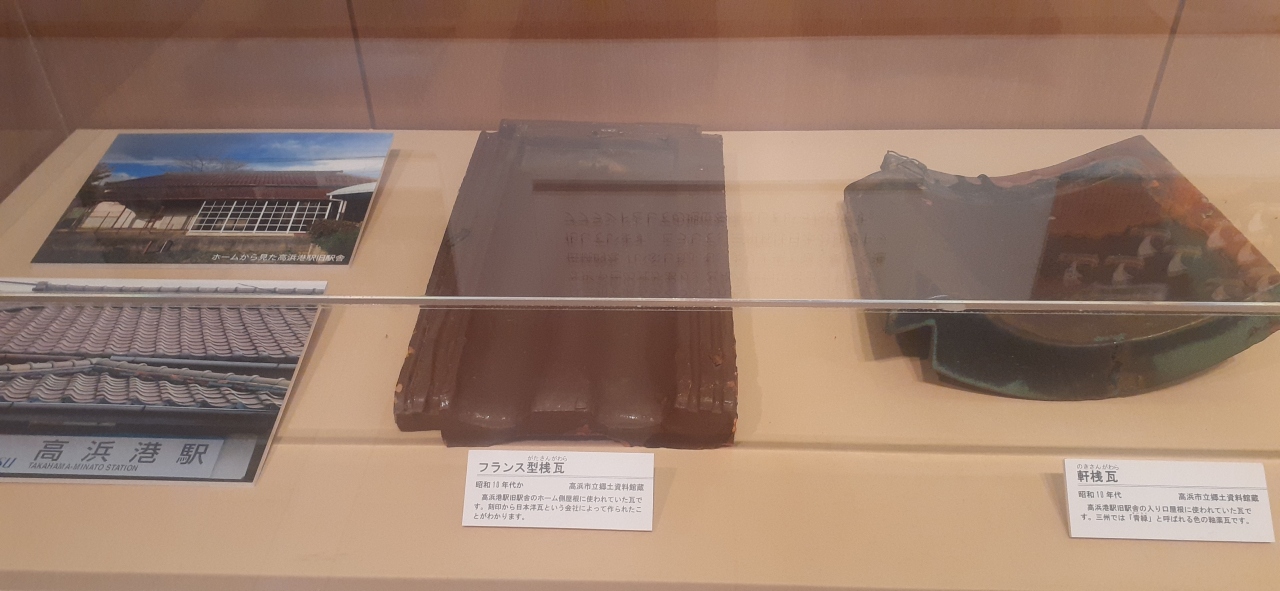 ホームから見た高浜港駅旧駅舎
高浜港駅
TAKAHAMA-MINATO STATION
がたさんがわら
フランス型桟瓦
昭和10年代か 高浜市立郷土資料館蔵
高浜港駅旧駅舎のホーム側屋根に使われていた瓦で
す。刻印から日本洋瓦という会社によって作られたこ
とがわかります。
のきさんがわら
軒桟瓦
昭和10年代 高浜市立郷土資料館蔵
高浜港駅旧駅舎の入り口屋根に使われていた瓦で
す。三州では「青緑」と呼ばれる色の釉薬瓦です。